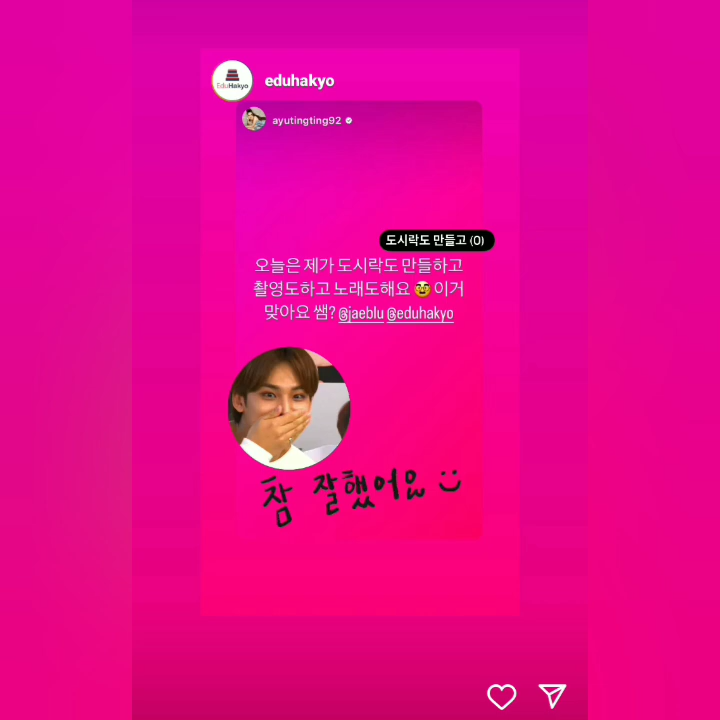 EduHakyo
eduhakyo
ayutingting92
도시락도 만들고 (O)
오늘은 제가 도시락도 만들하고
촬영도하고 노래도해요 🥸 이거
맞아요 쌤? @jaeblu @eduhakyo
참 잘했어요